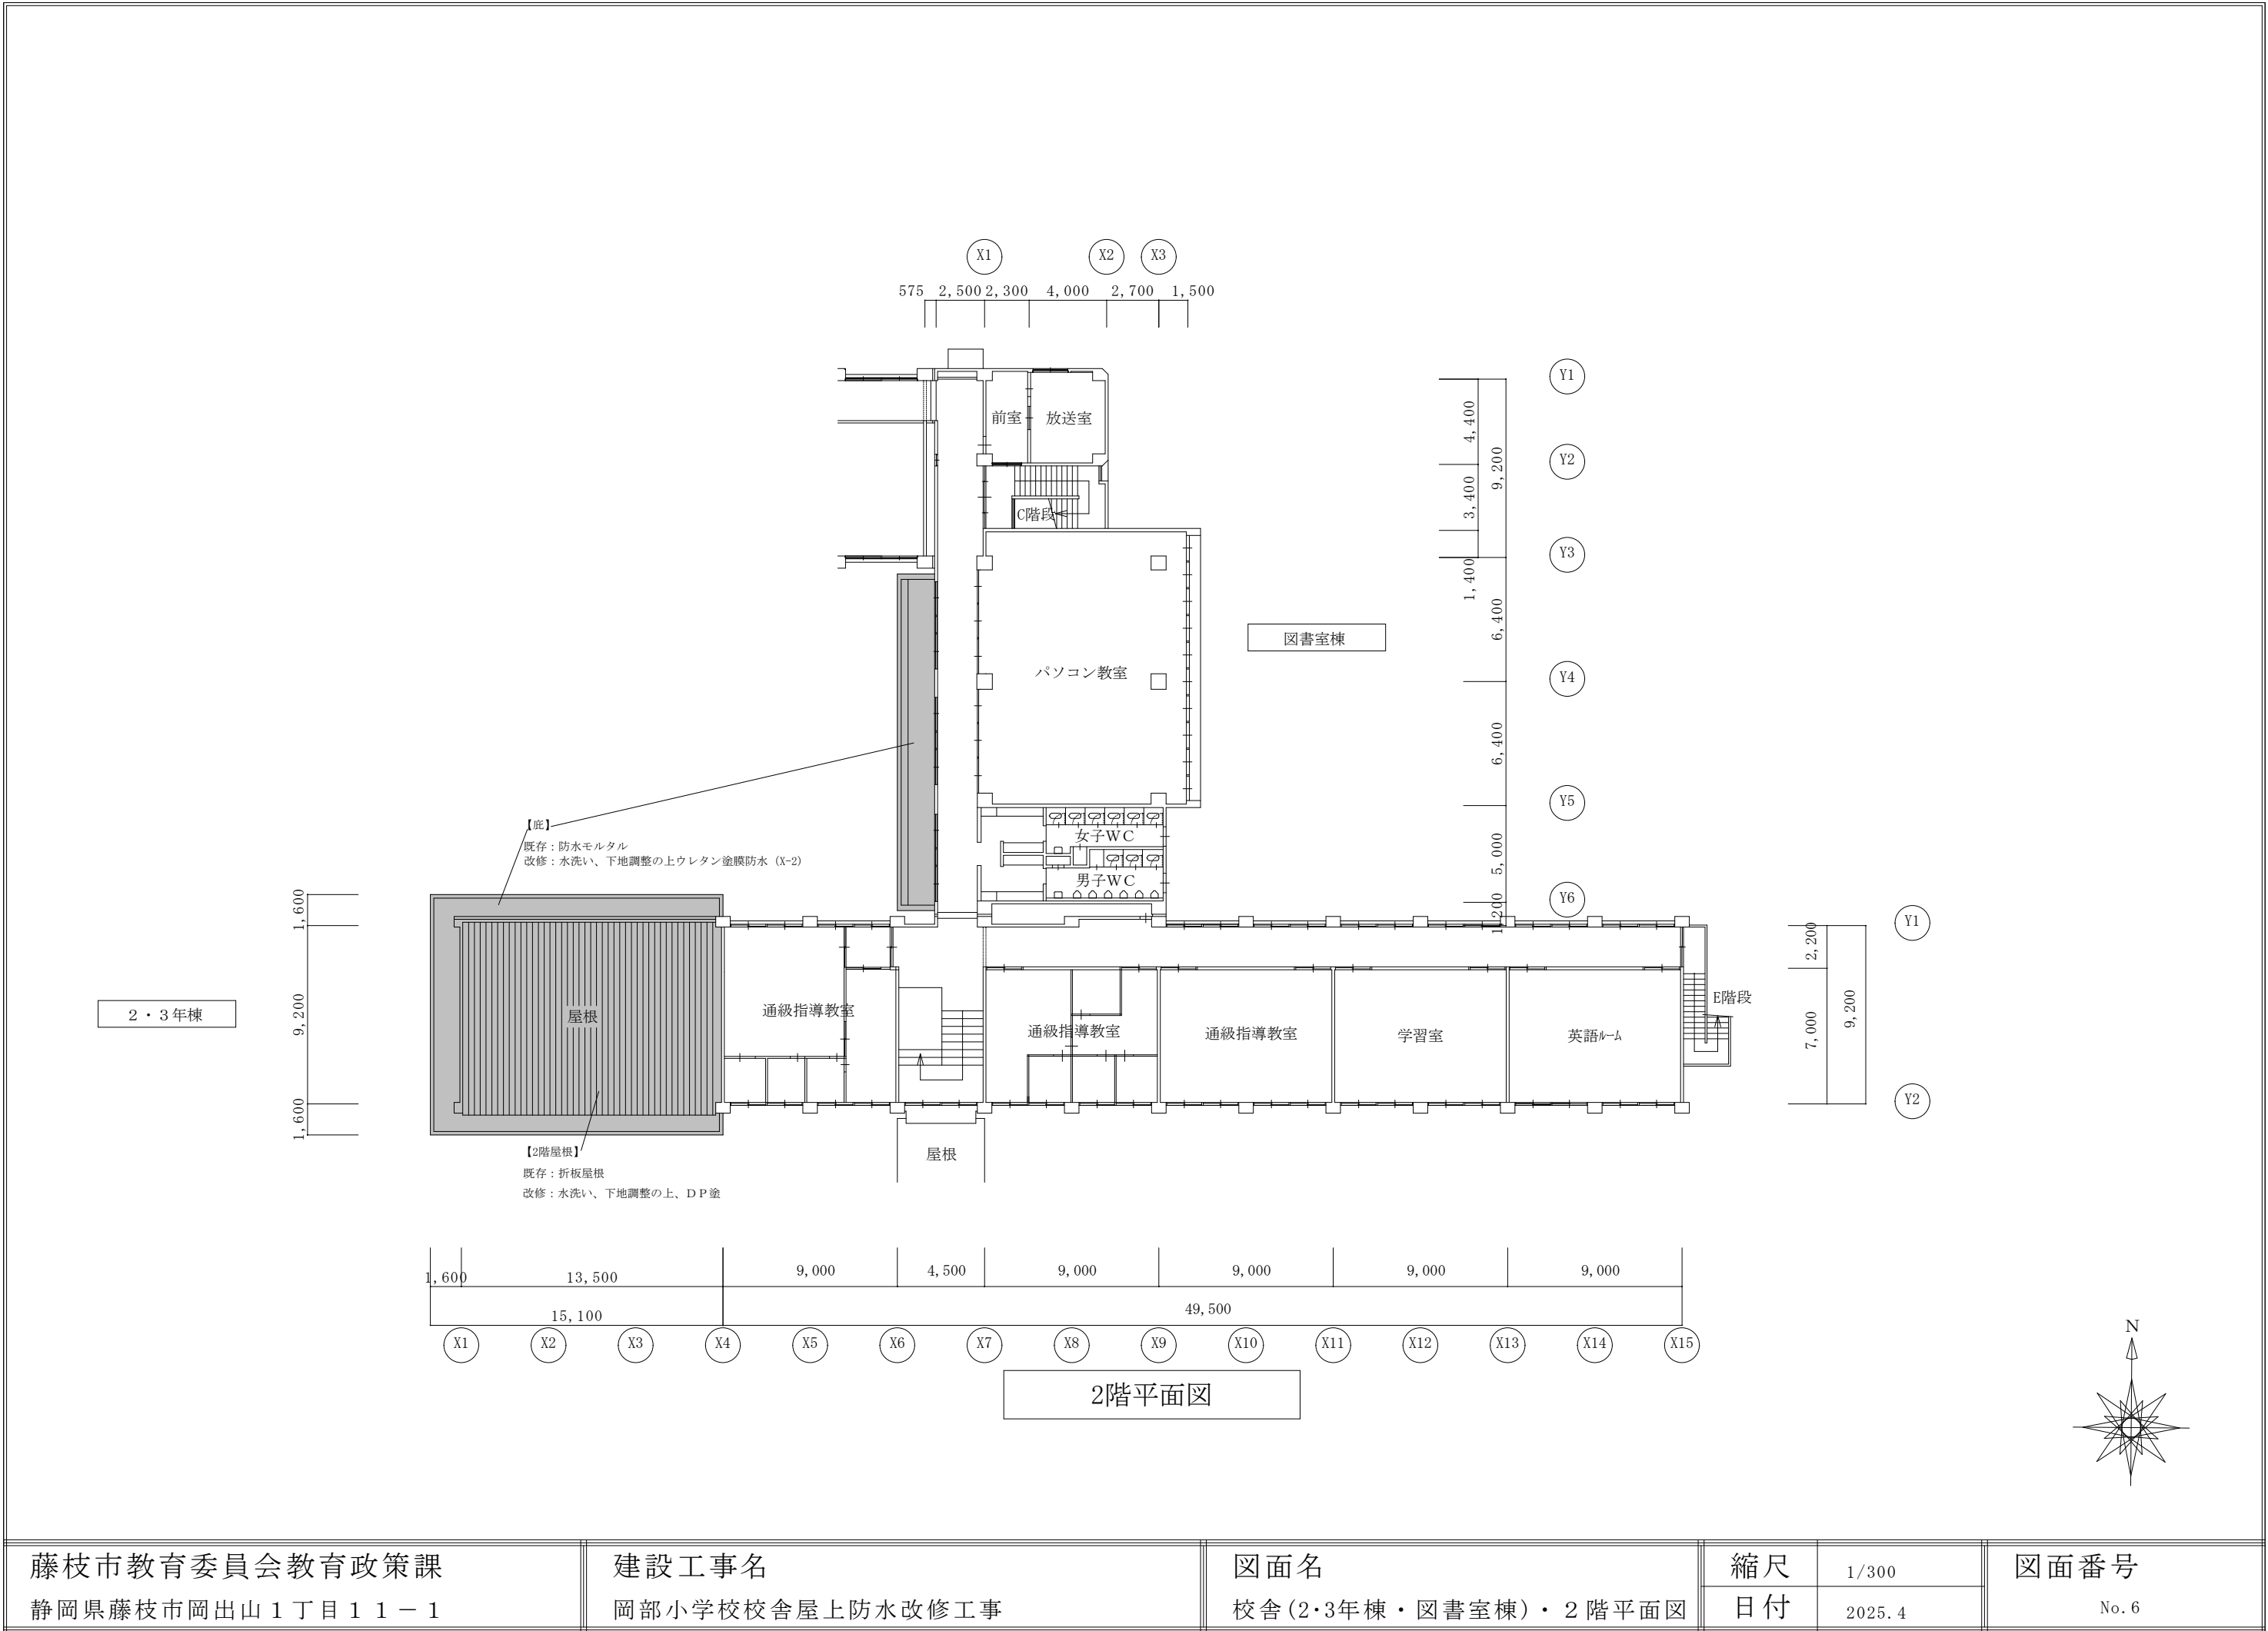 X1 X2 X3
575 2,500 2,300 4,000 2,700 1,500
前室
放送室
C階段
パソコン教室
女子WC
男子WC
図書室棟
Y1
Y2
Y3
Y4
Y5
Y6
4,400
3,400
1,400
9,200
6,400
6,400
5,000
1,200
【庇】
既存：防水モルタル
改修：水洗い、下地調整の上ウレタン塗膜防水（X-2）
２・３年棟
1,600
9,200
1,600
屋根
通級指導教室
通級指導教室
通級指導教室
学習室
英語ﾙｰﾑ
E階段
2,200
7,000
9,200
Y1
Y2
【2階屋根】
既存：折板屋根
改修：水洗い、下地調整の上、ＤＰ塗
屋根
1,600 13,500 9,000 4,500 9,000 9,000 9,000 9,000
15,100 49,500
X1 X2 X3 X4 X5 X6 X7 X8 X9 X10 X11 X12 X13 X14 X15
2階平面図
N
藤枝市教育委員会教育政策課
静岡県藤枝市岡出山１丁目１１－１
建設工事名
岡部小学校校舎屋上防水改修工事
図面名
校舎(2･3年棟・図書室棟)・２階平面図
縮尺 1/300
日付 2025.4
図面番号
No.6